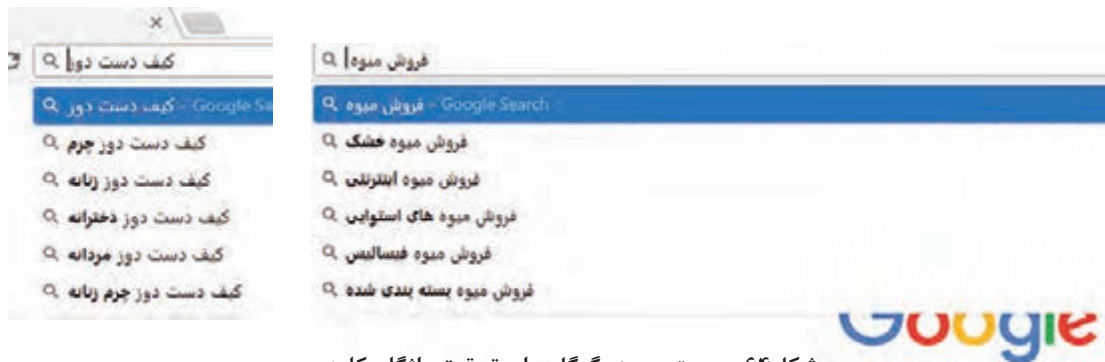 کیف دست دوز
کیف دست دوز - Google Sea
کیف دست دوز چرم
کیف دست دوز زنانه
کیف دست دوز دخترانه
کیف دست دوز مردانه
کیف دست دوز چرم زنانه
فروش میوه
فروش میوه - Google Search
فروش میوه خشک
فروش میوه اینترنتی
فروش میوه های استوایی
فروش میوه فیسالیس
فروش میوه بسته بندی شده
Google